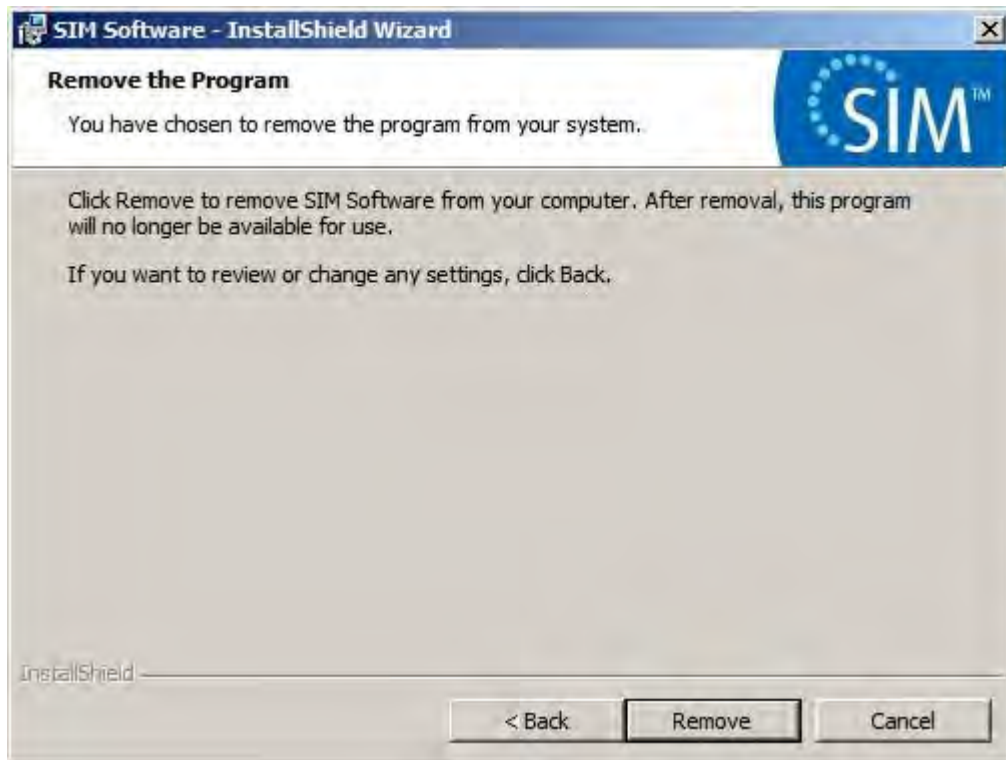 SIM Software - InstallShield Wizard
Remove the Program
You have chosen to remove the program from your system.
SIM™
Click Remove to remove SIM Software from your computer. After removal, this program
will no longer be available for use.
If you want to review or change any settings, click Back.
InstallShield
< Back
Remove
Cancel